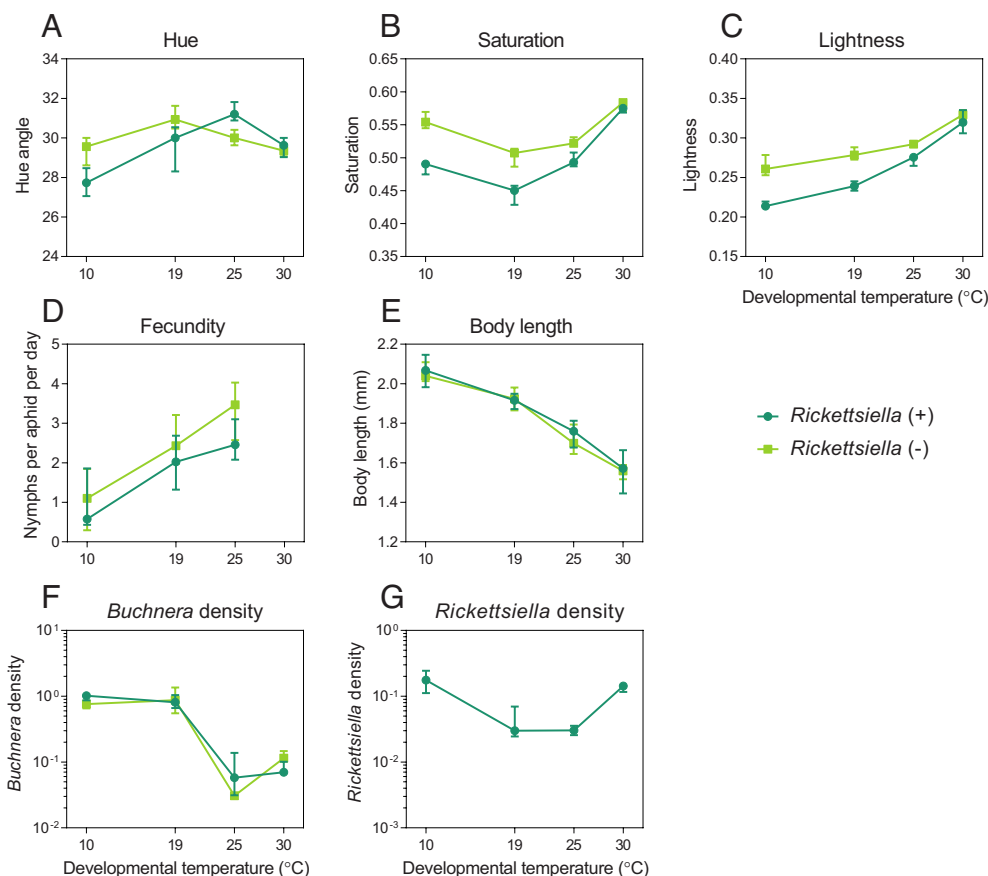 A
Hue
Hue angle
34
32
30
28
26
24
10
19
25
30
B
Saturation
Saturation
0.65
0.60
0.55
0.50
0.45
0.40
0.35
10
19
25
30
C
Lightness
Lightness
0.40
0.35
0.30
0.25
0.20
0.15
10
19
25
30
Developmental temperature (°C)
D
Fecundity
Nymphs per aphid per day
5
4
3
2
1
0
10
19
25
30
E
Body length
Body length (mm)
2.2
2.0
1.8
1.6
1.4
1.2
10
19
25
30
Rickettsiella (+)
Rickettsiella (-)
F
Buchnera density
Buchnera density
10¹
10⁰
10⁻¹
10⁻²
10
19
25
30
Developmental temperature (°C)
G
Rickettsiella density
Rickettsiella density
10⁰
10⁻¹
10⁻²
10⁻³
10
19
25
30
Developmental temperature (°C)